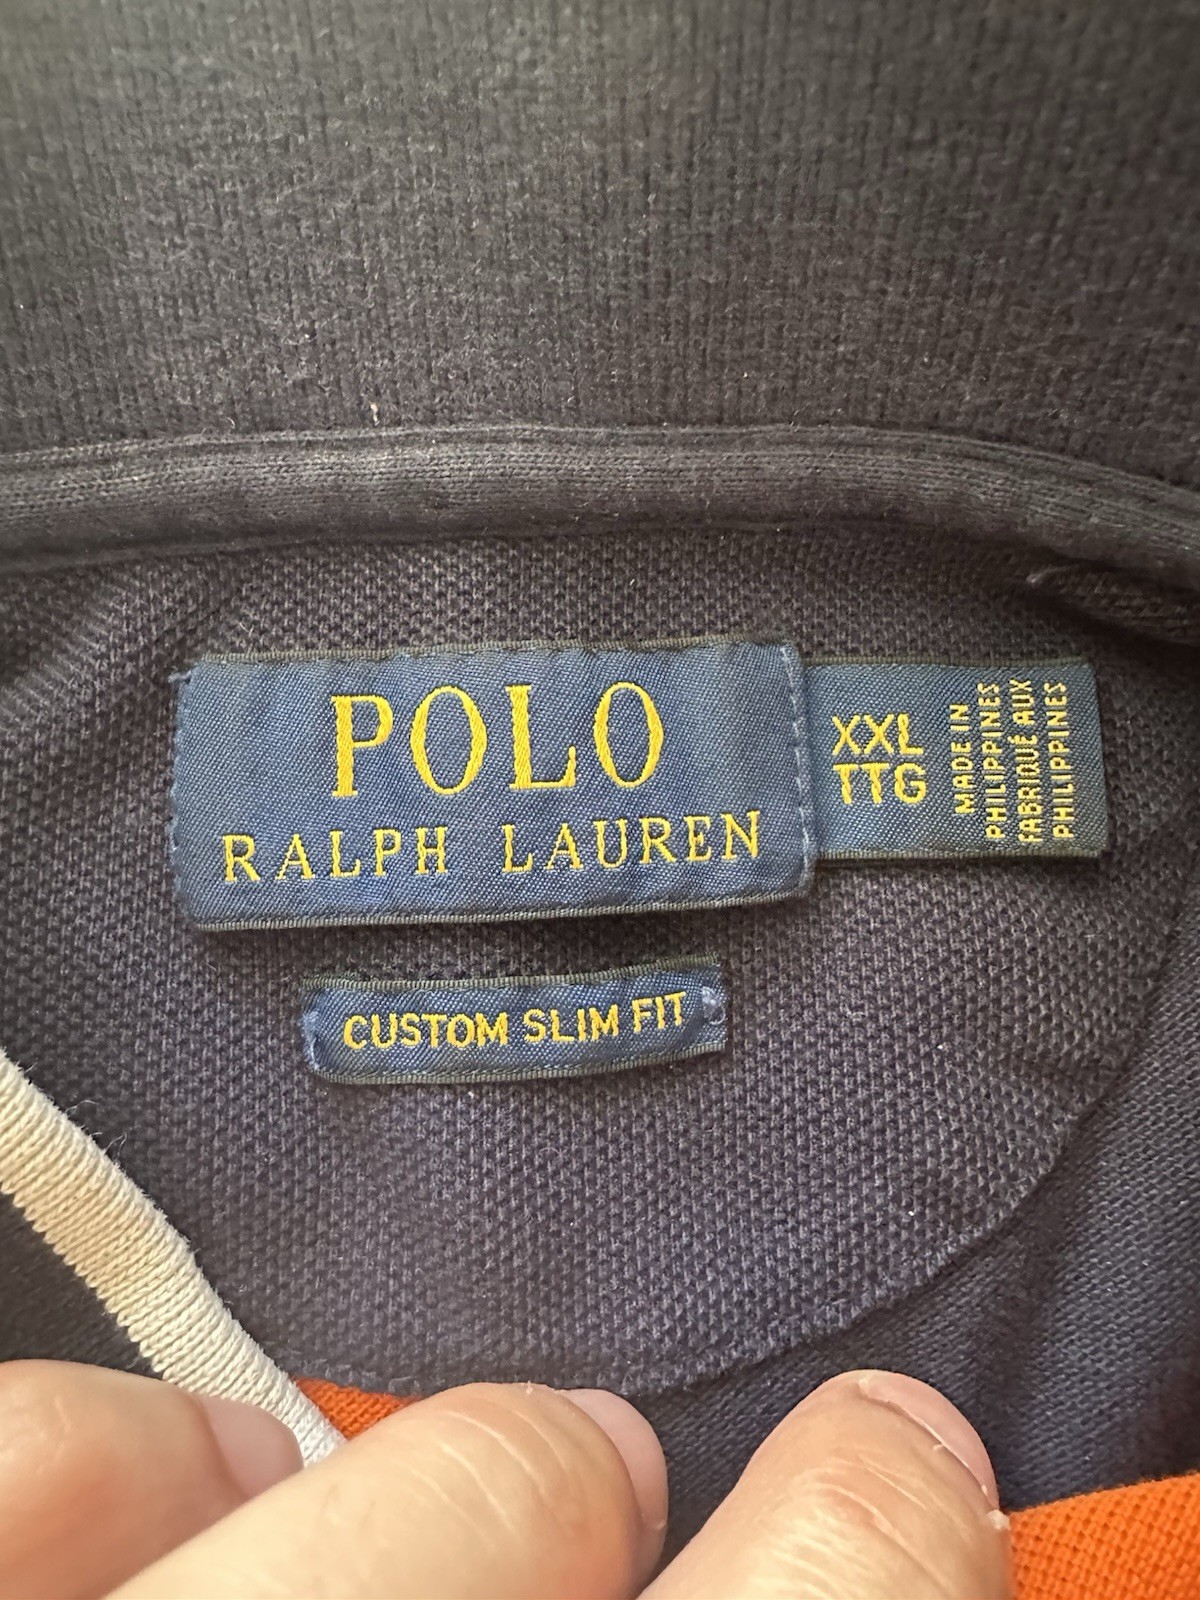 POLO
RALPH LAUREN
XXL
TTG
MADE IN
PHILIPPINES
FABRIQUÉ AUX
PHILIPPINES
CUSTOM SLIM FIT